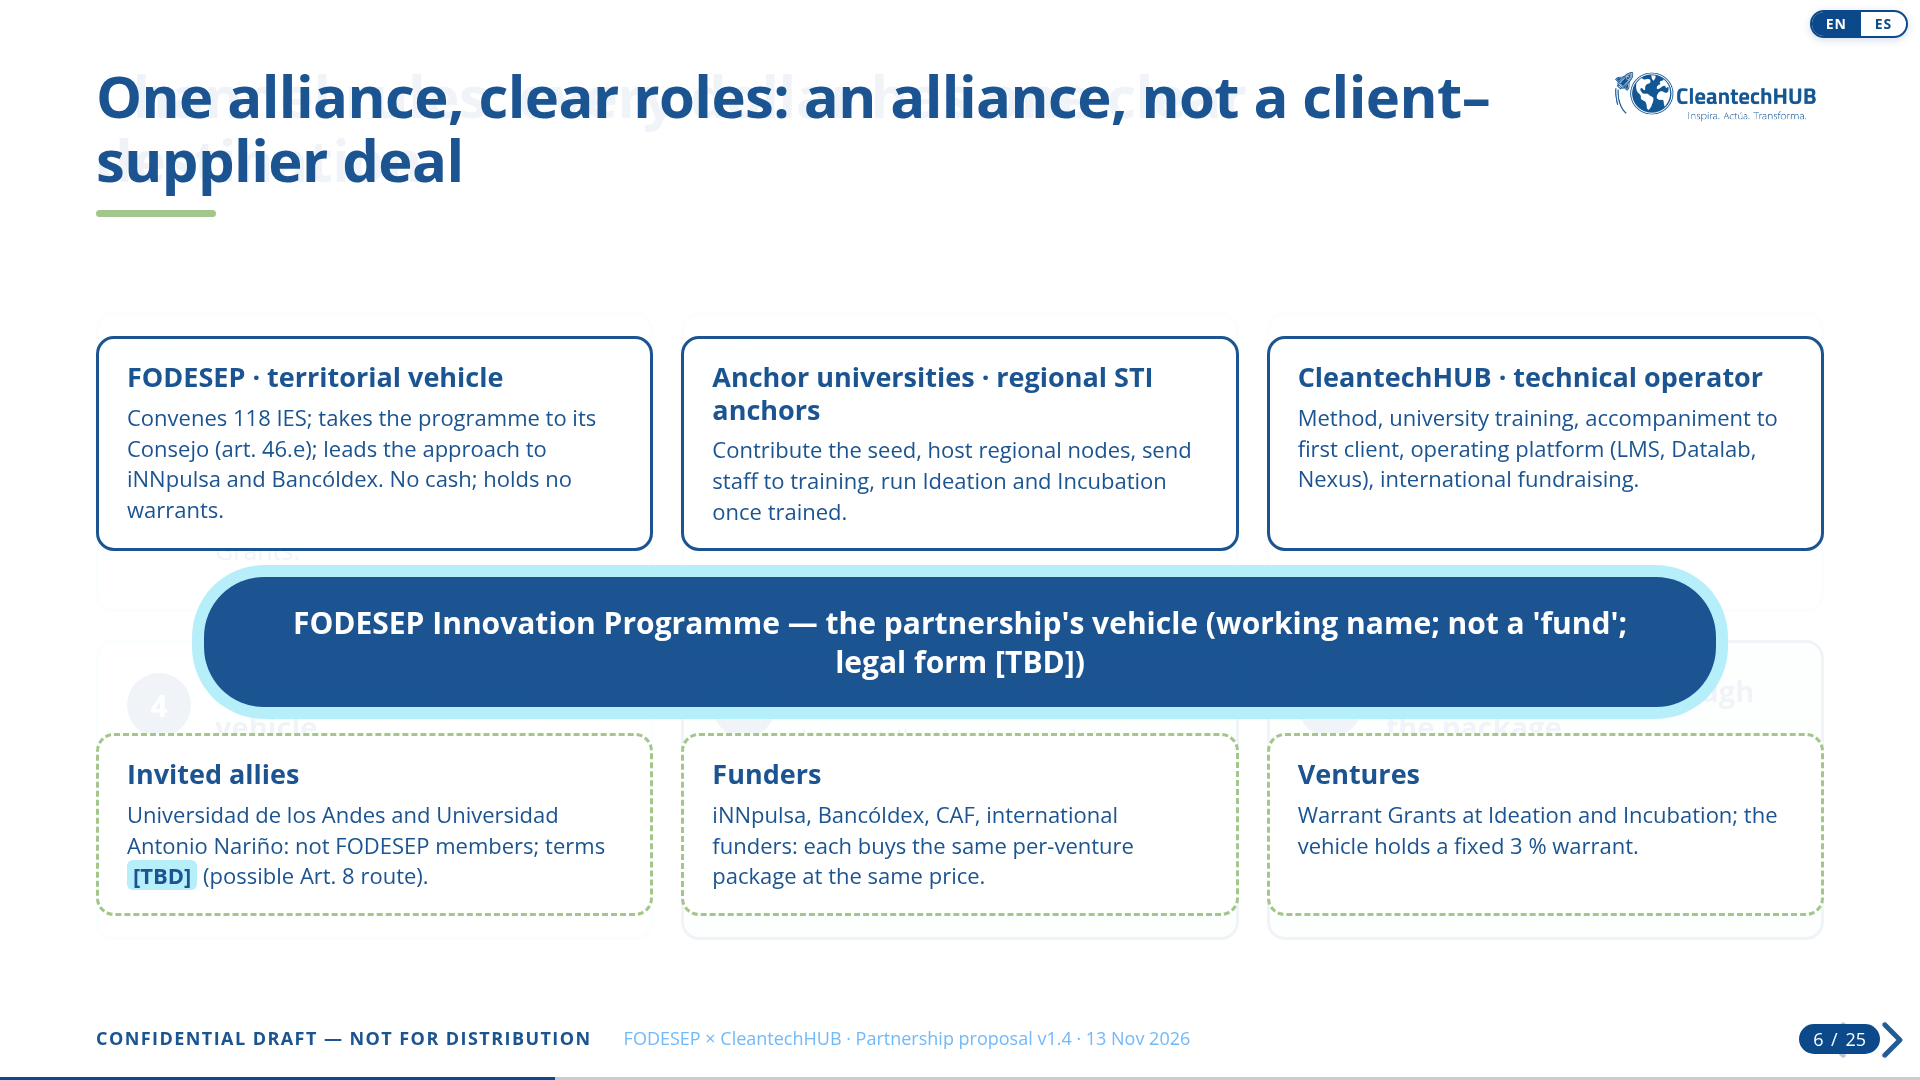 EN ES
One alliance, clear roles: an alliance, not a client–
supplier deal
CleantechHUB
Inspira. Actúa. Transforma.
FODESEP · territorial vehicle
Convenes 118 IES; takes the programme to its
Consejo (art. 46.e); leads the approach to
iNNpulsa and Bancóldex. No cash; holds no
warrants.
Anchor universities · regional STI
anchors
Contribute the seed, host regional nodes, send
staff to training, run Ideation and Incubation
once trained.
CleantechHUB · technical operator
Method, university training, accompaniment to
first client, operating platform (LMS, Datalab,
Nexus), international fundraising.
Grants.
FODESEP Innovation Programme — the partnership's vehicle (working name; not a 'fund';
legal form [TBD])
4
vehicle
the package
Invited allies
Universidad de los Andes and Universidad
Antonio Nariño: not FODESEP members; terms
[TBD] (possible Art. 8 route).
Funders
iNNpulsa, Bancóldex, CAF, international
funders: each buys the same per-venture
package at the same price.
Ventures
Warrant Grants at Ideation and Incubation; the
vehicle holds a fixed 3 % warrant.
CONFIDENTIAL DRAFT — NOT FOR DISTRIBUTION
FODESEP × CleantechHUB · Partnership proposal v1.4 · 13 Nov 2026
6 / 25